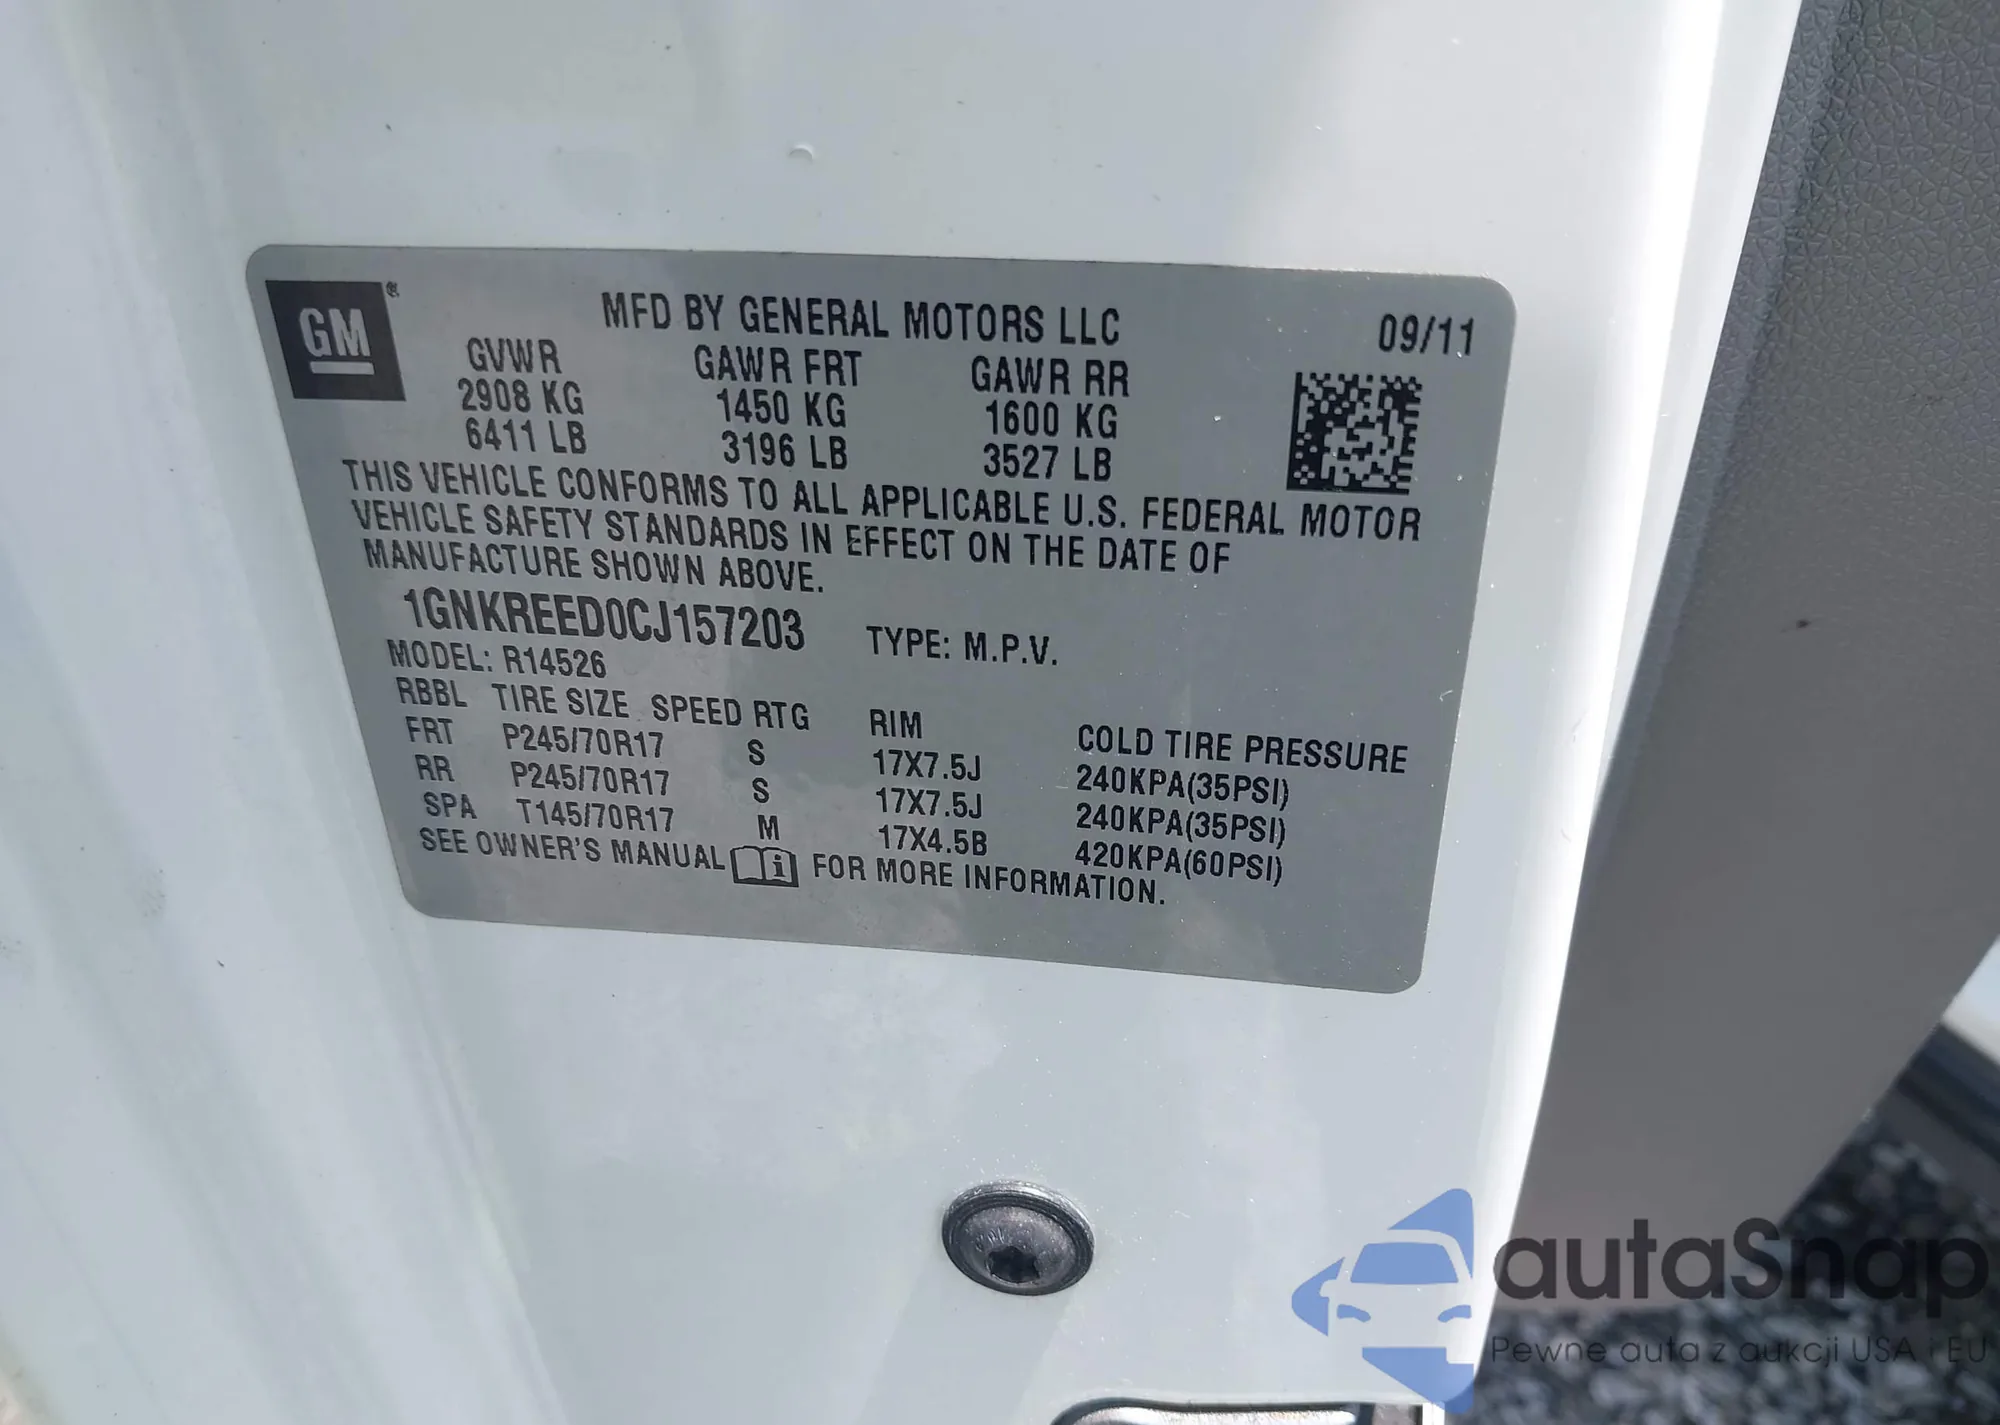 GM ®
MFD BY GENERAL MOTORS LLC 09/11
GVWR GAWR FRT GAWR RR
2908 KG 1450 KG 1600 KG
6411 LB 3196 LB 3527 LB
THIS VEHICLE CONFORMS TO ALL APPLICABLE U.S. FEDERAL MOTOR
VEHICLE SAFETY STANDARDS IN EFFECT ON THE DATE OF
MANUFACTURE SHOWN ABOVE.
1GNKREED0CJ157203 TYPE: M.P.V.
MODEL: R14526
RBBL TIRE SIZE SPEED RTG RIM COLD TIRE PRESSURE
FRT P245/70R17 S 17X7.5J 240KPA(35PSI)
RR P245/70R17 S 17X7.5J 240KPA(35PSI)
SPA T145/70R17 M 17X4.5B 420KPA(60PSI)
SEE OWNER'S MANUAL i FOR MORE INFORMATION.
autaSnap
Pewne auta z aukcji USA i EU